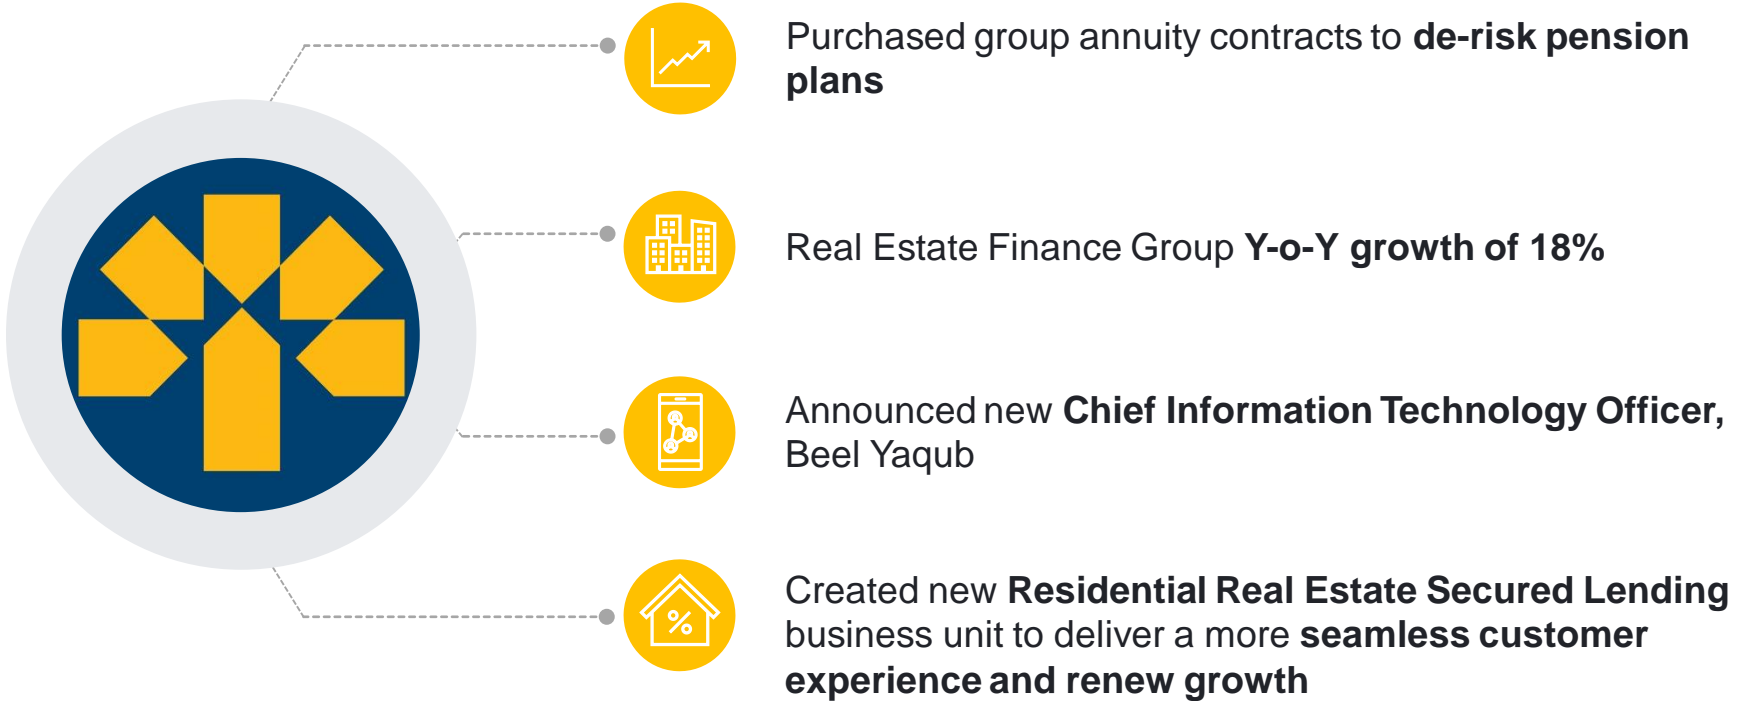 Purchased group annuity contracts to de-risk pension
plans
Real Estate Finance Group Y-o-Y growth of 18%
Announced new Chief Information Technology Officer,
Beel Yaqub
Created new Residential Real Estate Secured Lending
business unit to deliver a more seamless customer
experience and renew growth
%